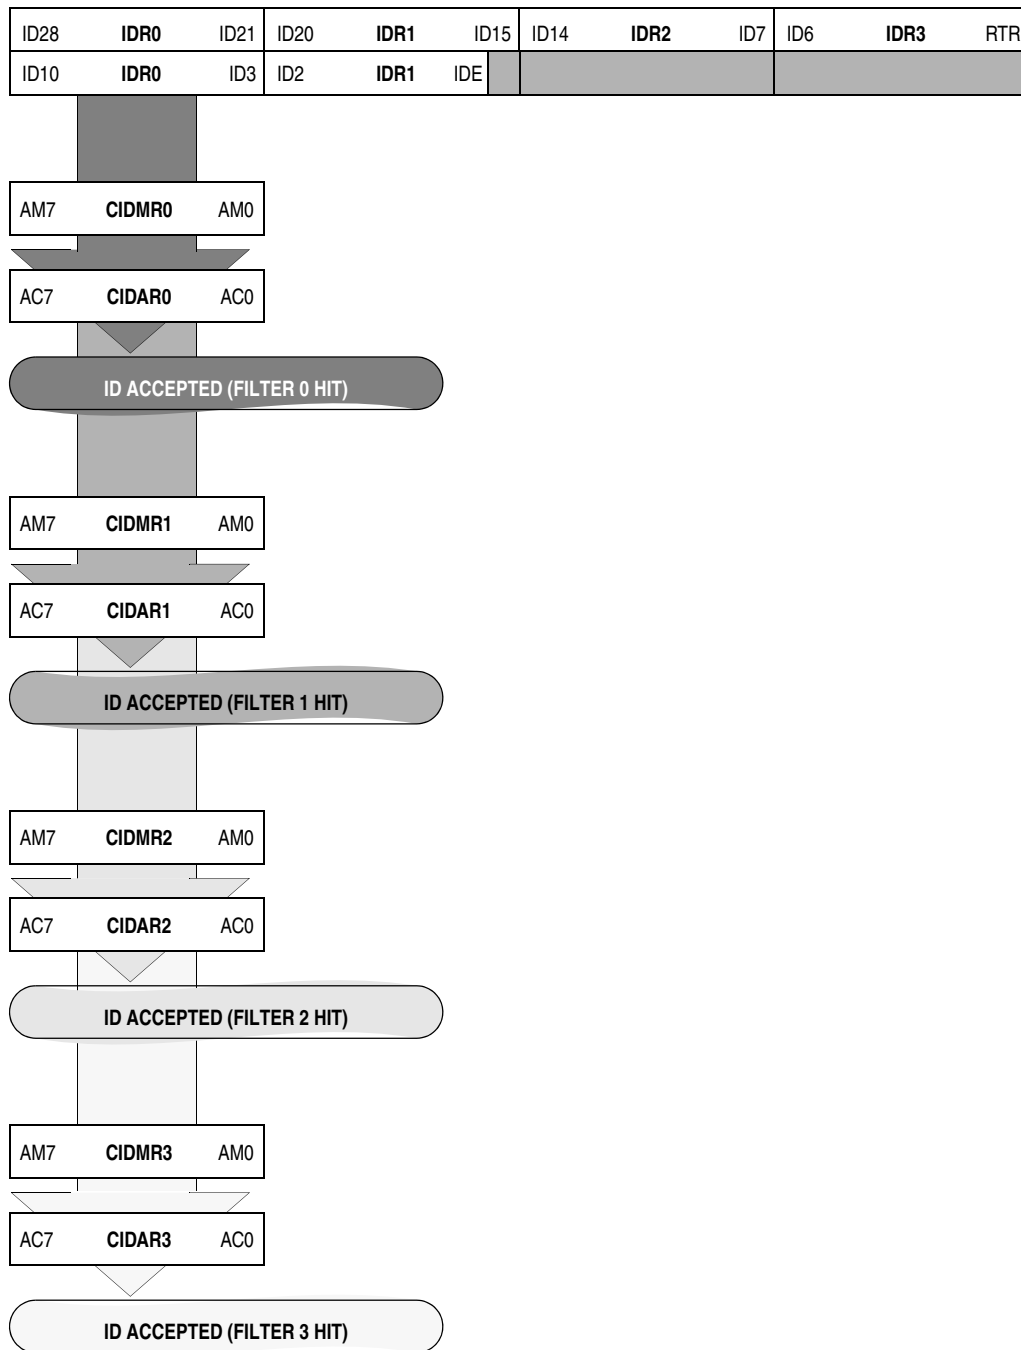 ID28 IDR0 ID21 ID20 IDR1 ID15 ID14 IDR2 ID7 ID6 IDR3 RTR
ID10 IDR0 ID3 ID2 IDR1 IDE
AM7 CIDMR0 AM0
AC7 CIDAR0 AC0
ID ACCEPTED (FILTER 0 HIT)
AM7 CIDMR1 AM0
AC7 CIDAR1 AC0
ID ACCEPTED (FILTER 1 HIT)
AM7 CIDMR2 AM0
AC7 CIDAR2 AC0
ID ACCEPTED (FILTER 2 HIT)
AM7 CIDMR3 AM0
AC7 CIDAR3 AC0
ID ACCEPTED (FILTER 3 HIT)